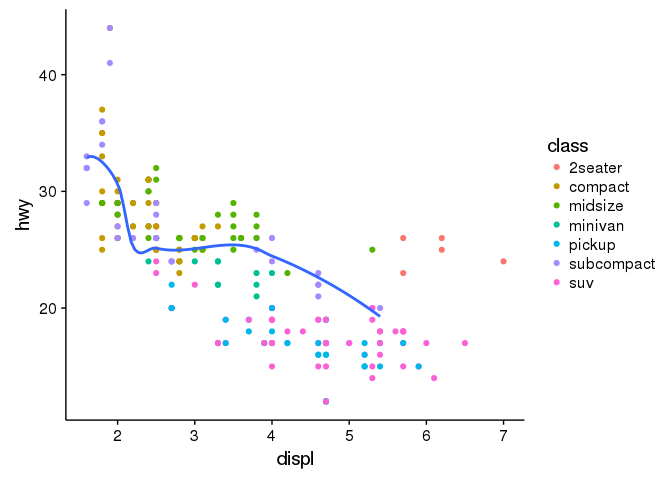 40
30
20
hwy
2 3 4 5 6 7
displ
class
2seater
compact
midsize
minivan
pickup
subcompact
suv